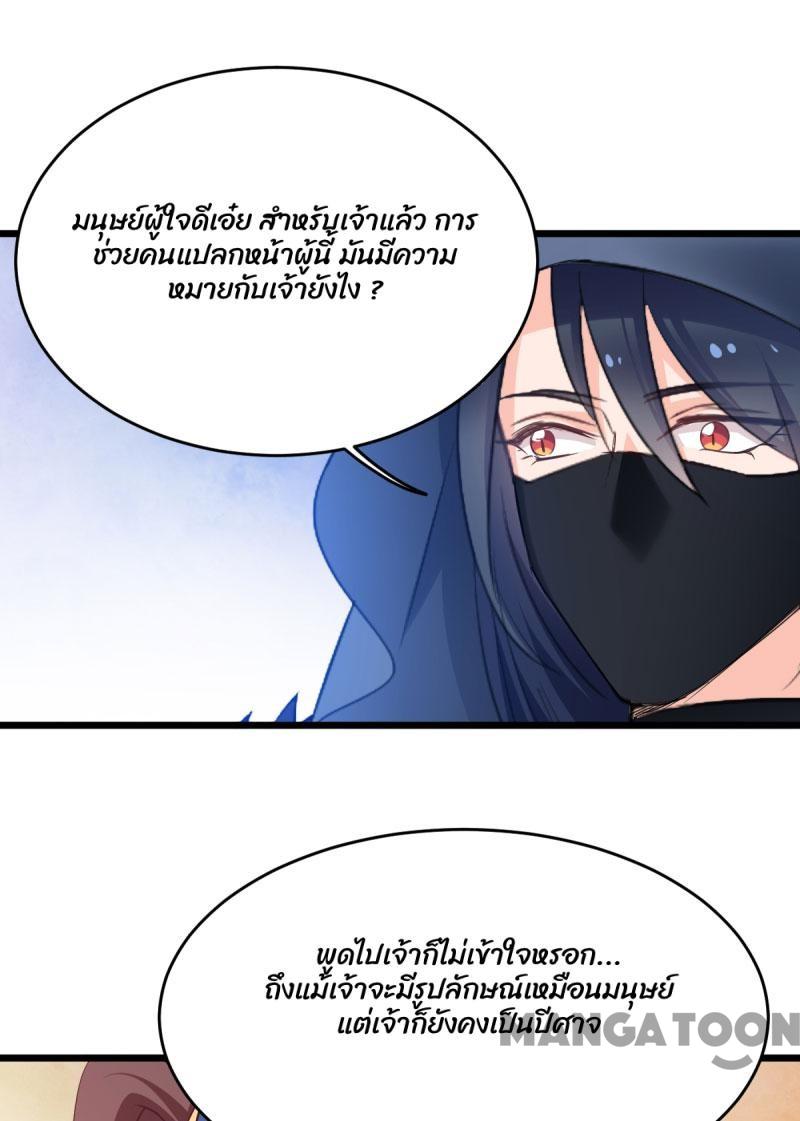 มนุษย์ผู้ใจดีเอ๋ย สำหรับเจ้าแล้ว การ
ช่วยคนแปลกหน้าผู้นี้ มันมีความ
หมายกับเจ้ายังไง ?
พูดไปเจ้าก็ไม่เข้าใจหรอก...
ถึงแม้เจ้าจะมีรูปลักษณ์เหมือนมนุษย์
แต่เจ้าก็ยังคงเป็นปีศาจ
MANGATOON